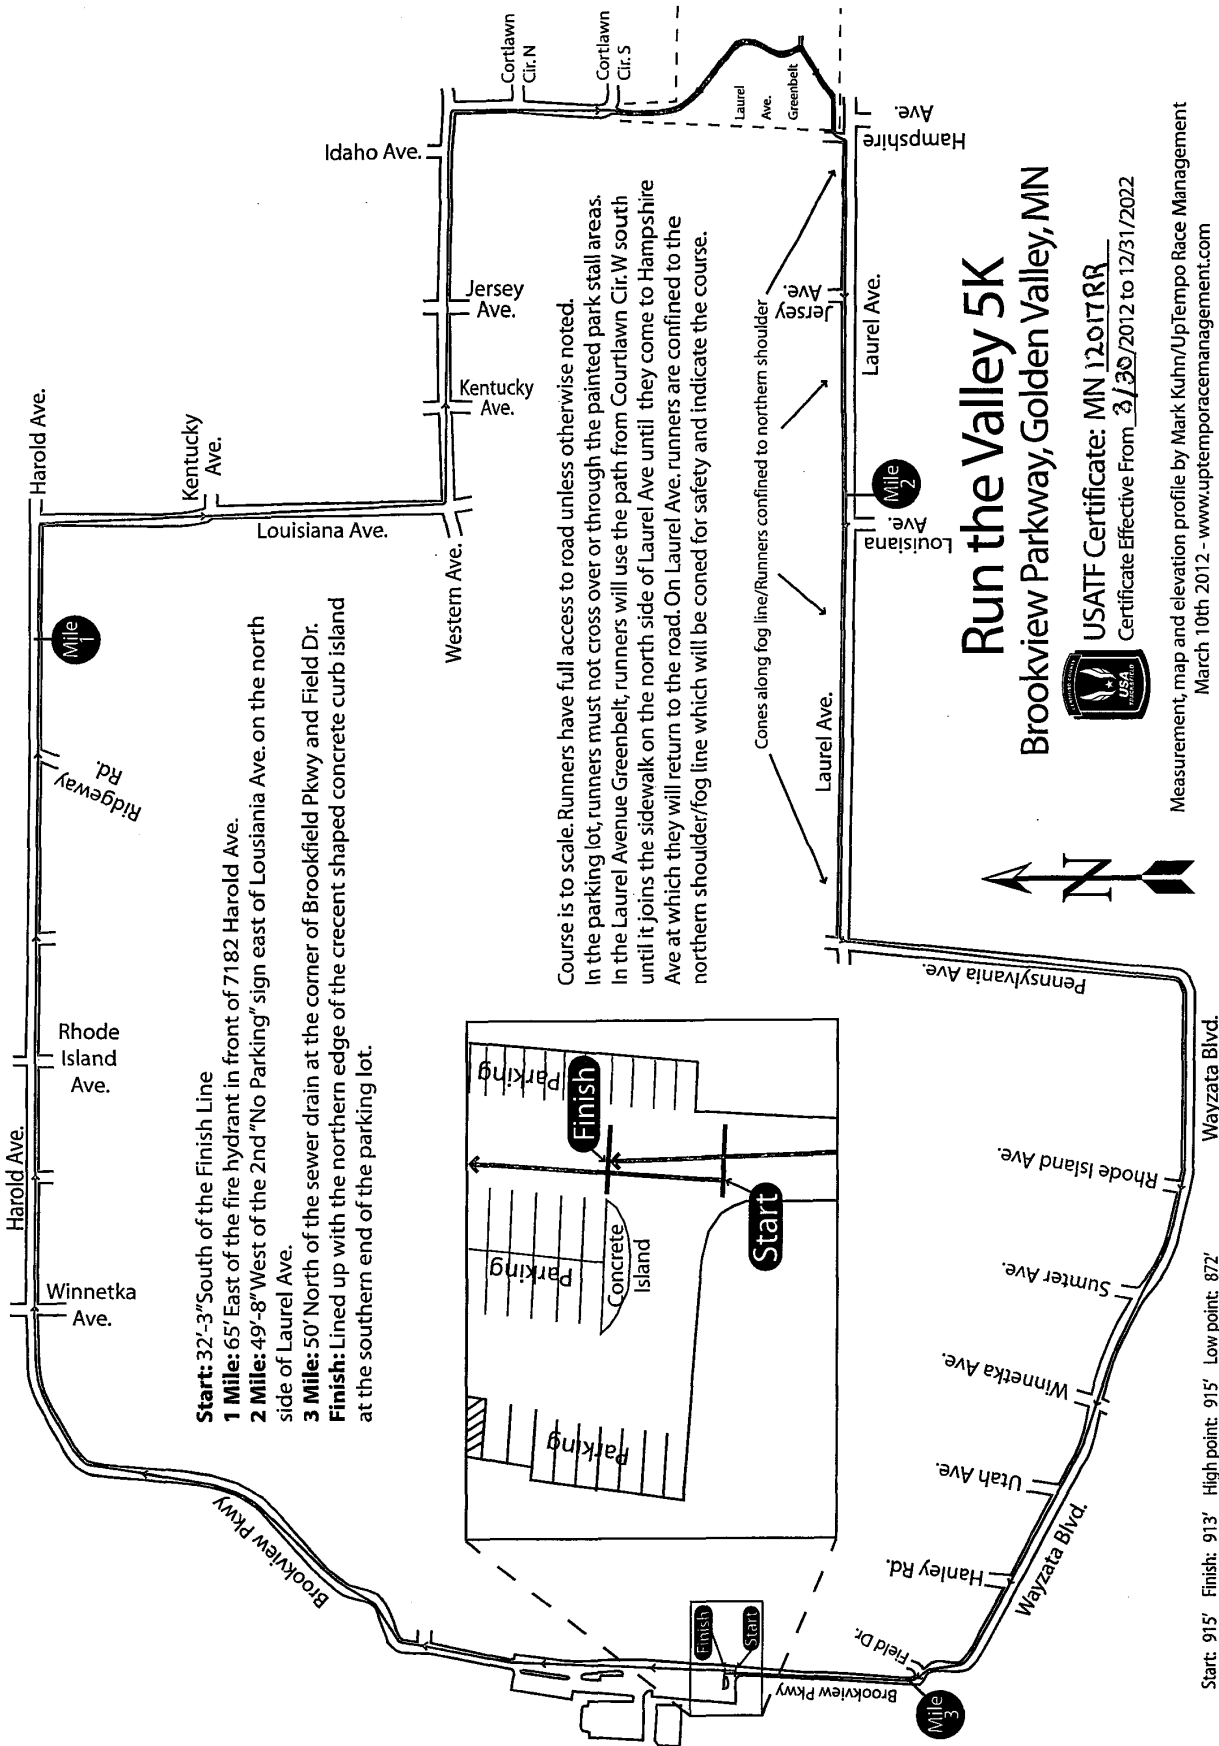 Harold Ave.
Harold Ave.
Winnetka
Ave.
Rhode
Island
Ave.
Ridgeway
Rd.
Mile
1
Kentucky
Ave.
Louisiana Ave.
Western Ave.
Kentucky
Ave.
Jersey
Ave.
Idaho Ave.
Cortlawn
Cir. N
Cortlawn
Cir. S
Laurel
Ave.
Greenbelt
Hampshire
Ave.
Start: 32'-3" South of the Finish Line
1 Mile: 65' East of the fire hydrant in front of 7182 Harold Ave.
2 Mile: 49'-8" West of the 2nd "No Parking" sign east of Lousiania Ave. on the north
side of Laurel Ave.
3 Mile: 50' North of the sewer drain at the corner of Brookfield Pkwy and Field Dr.
Finish: Lined up with the northern edge of the crecent shaped concrete curb island
at the southern end of the parking lot.
Course is to scale. Runners have full access to road unless otherwise noted.
In the parking lot, runners must not cross over or through the painted park stall areas.
In the Laurel Avenue Greenbelt, runners will use the path from Courtlawn Cir. W south
until it joins the sidewalk on the north side of Laurel Ave until they come to Hampshire
Ave at which they will return to the road. On Laurel Ave. runners are confined to the
northern shoulder/fog line which will be coned for safety and indicate the course.
Cones along fog line/Runners confined to northern shoulder
Brookview Pkwy
Parking
Parking
Parking
Concrete
Island
Finish
Start
Finish
Start
Brookview Pkwy
Field Dr.
Mile
3
Laurel Ave.
Laurel Ave.
Jersey
Ave.
Louisiana
Ave.
Mile
2
Pennsylvania Ave.
Rhode Island Ave.
Sumter Ave.
Winnetka Ave.
Utah Ave.
Hanley Rd.
Wayzata Blvd.
Wayzata Blvd.
N
Run the Valley 5K
Brookview Parkway, Golden Valley, MN
USA
USATF Certificate: MN 12017RR
Certificate Effective From 3/30/2012 to 12/31/2022
Measurement, map and elevation profile by Mark Kuhn/UpTempo Race Management
March 10th 2012 - www.uptemporacemanagement.com
Start: 915' Finish: 913' High point: 915' Low point: 872'